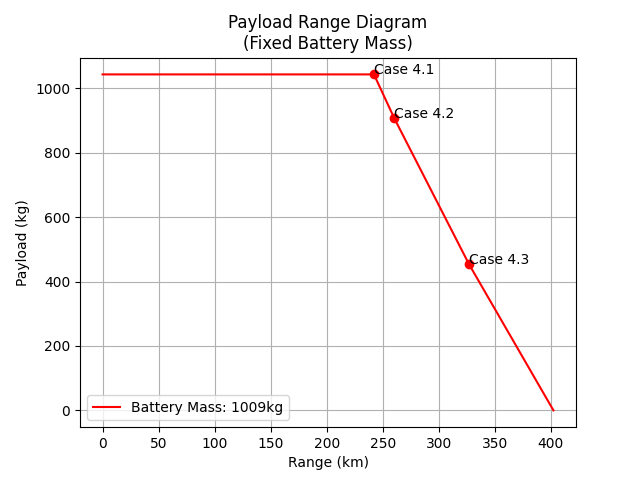 Payload Range Diagram
(Fixed Battery Mass)
Case 4.1
Case 4.2
Case 4.3
1000
800
600
400
200
0
Payload (kg)
Battery Mass: 1009kg
0 50 100 150 200 250 300 350 400
Range (km)